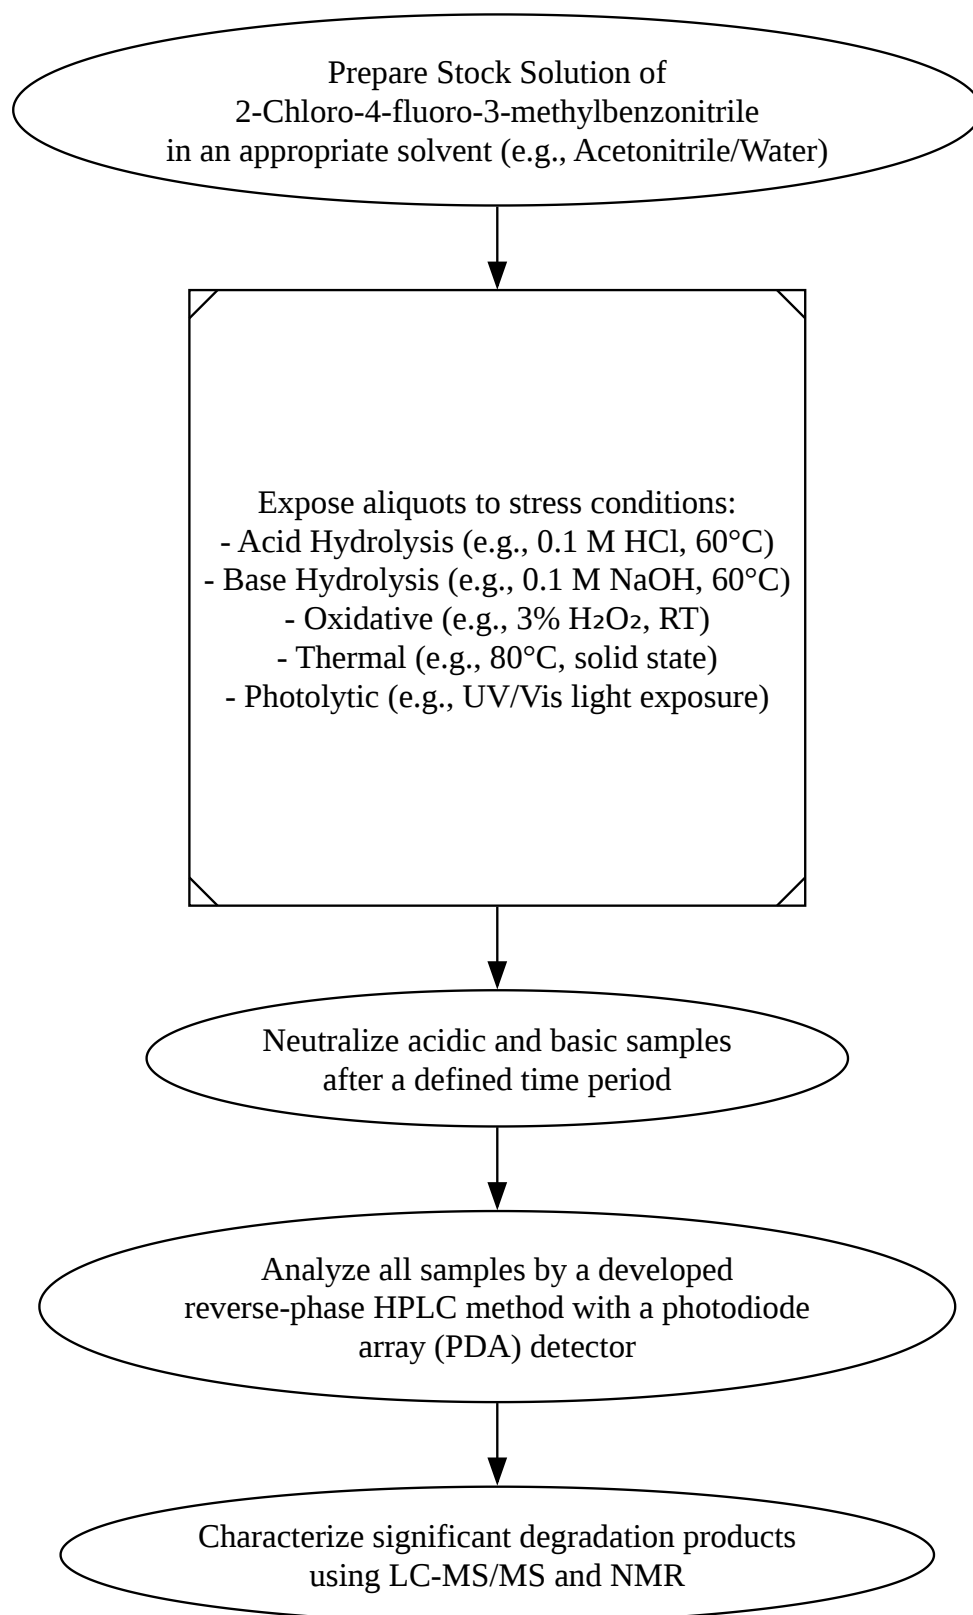 Prepare Stock Solution of
2-Chloro-4-fluoro-3-methylbenzonitrile
in an appropriate solvent (e.g., Acetonitrile/Water)
Expose aliquots to stress conditions:
- Acid Hydrolysis (e.g., 0.1 M HCl, 60°C)
- Base Hydrolysis (e.g., 0.1 M NaOH, 60°C)
- Oxidative (e.g., 3% H₂O₂, RT)
- Thermal (e.g., 80°C, solid state)
- Photolytic (e.g., UV/Vis light exposure)
Neutralize acidic and basic samples
after a defined time period
Analyze all samples by a developed
reverse-phase HPLC method with a photodiode
array (PDA) detector
Characterize significant degradation products
using LC-MS/MS and NMR